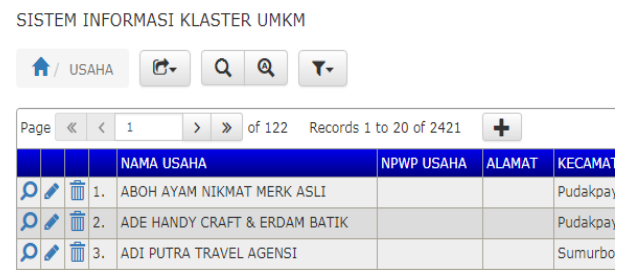 SISTEM INFORMASI KLASTER UMKM
/ USAHA
Page 1 of 122 Records 1 to 20 of 2421
NAMA USAHA NPWP USAHA ALAMAT KECAMAT
1. ABOH AYAM NIKMAT MERK ASLI Pudakpay
2. ADE HANDY CRAFT & ERDAM BATIK Pudakpay
3. ADI PUTRA TRAVEL AGENSI Sumurbo